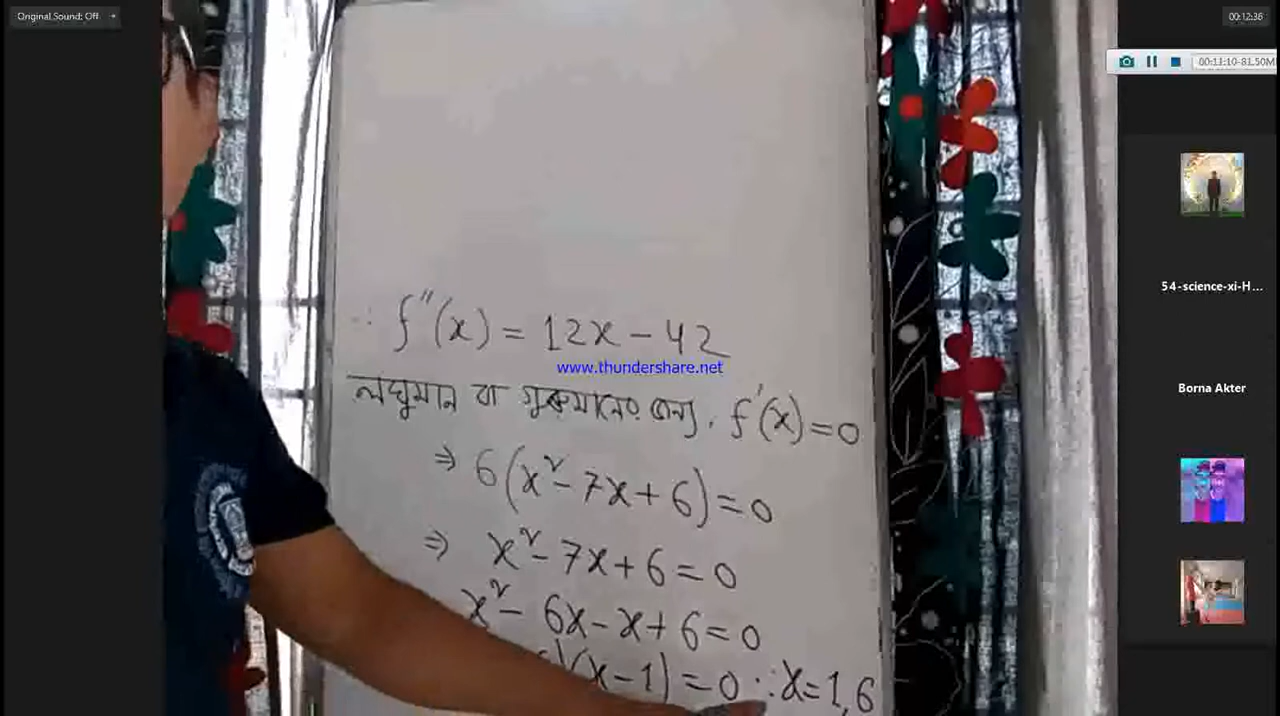 Original Sound: Off
00:12:36
00:11:10-81.50M
54-science-xi-H...
Borna Akter
∴ f''(x) = 12x - 42
www.thundershare.net
লঘুমান বা গুরুমানের জন্য, f'(x) = 0
⇒ 6(x² - 7x + 6) = 0
⇒ x² - 7x + 6 = 0
x² - 6x - x + 6 = 0
(x - 1) = 0 ∴ x = 1, 6